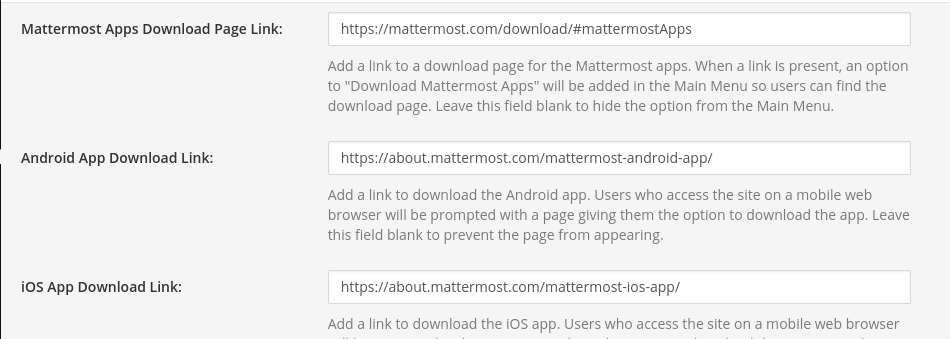 Mattermost Apps Download Page Link:
https://mattermost.com/download/#mattermostApps
Add a link to a download page for the Mattermost apps. When a link is present, an option
to "Download Mattermost Apps" will be added in the Main Menu so users can find the
download page. Leave this field blank to hide the option from the Main Menu.
Android App Download Link:
https://about.mattermost.com/mattermost-android-app/
Add a link to download the Android app. Users who access the site on a mobile web
browser will be prompted with a page giving them the option to download the app. Leave
this field blank to prevent the page from appearing.
iOS App Download Link:
https://about.mattermost.com/mattermost-ios-app/
Add a link to download the iOS app. Users who access the site on a mobile web browser